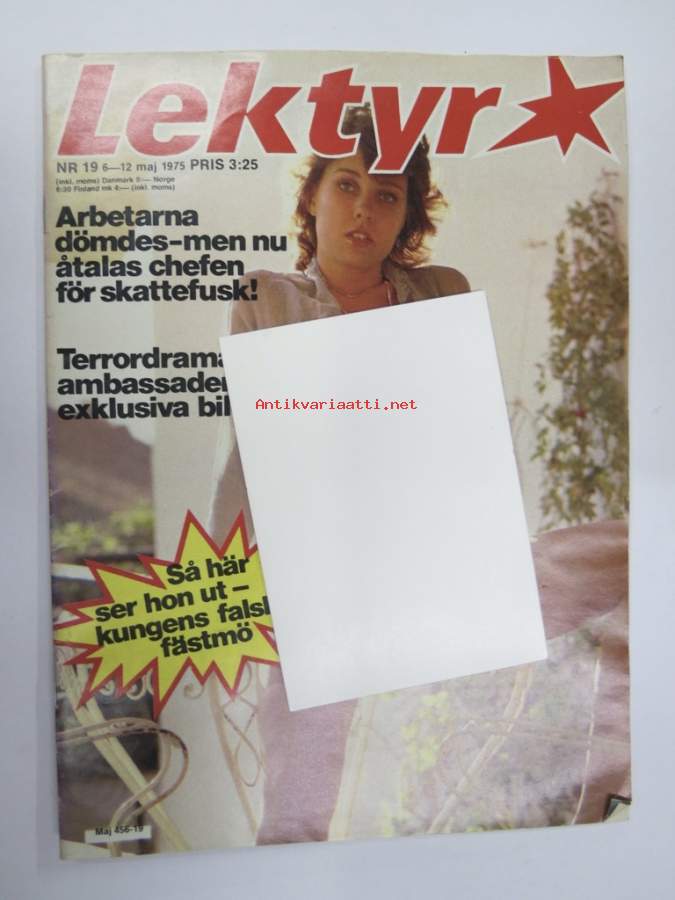 Lektyr
NR 19 6—12 maj 1975 PRIS 3:25
(inkl. moms) Danmark 5:— Norge
6:30 Finland mk 4:— (inkl. moms)
Arbetarna
dömdes-men nu
åtalas chefen
för skattefusk!
Terrordrama
ambassaden
exklusiva bil
Antikvariaatti.net
Så här
ser hon ut –
kungens falsk
fästmö
Maj 456-19